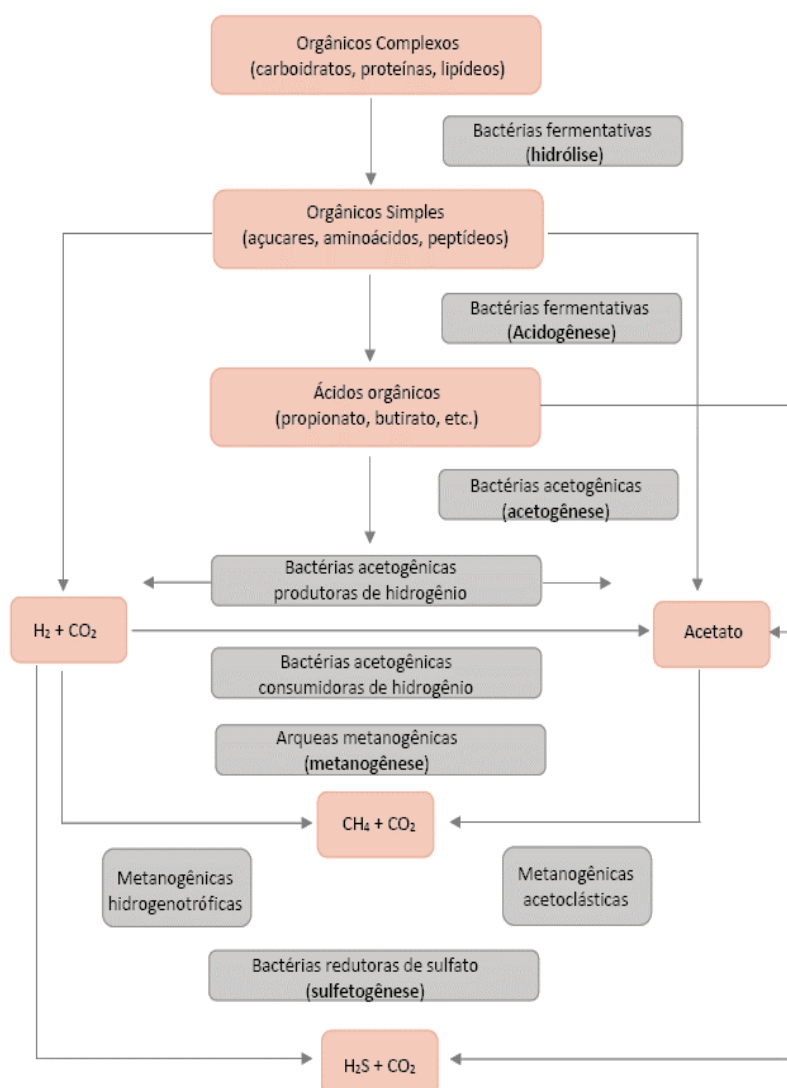 Orgânicos Complexos
(carboidratos, proteínas, lipídeos)
Bactérias fermentativas
(hidrólise)
Orgânicos Simples
(açucares, aminoácidos, peptídeos)
Bactérias fermentativas
(Acidogênese)
Ácidos orgânicos
(propionato, butirato, etc.)
Bactérias acetogênicas
(acetogênese)
Bactérias acetogênicas
produtoras de hidrogênio
H₂ + CO₂
Acetato
Bactérias acetogênicas
consumidoras de hidrogênio
Arqueas metanogênicas
(metanogênese)
CH₄ + CO₂
Metanogênicas
hidrogenotróficas
Metanogênicas
acetoclásticas
Bactérias redutoras de sulfato
(sulfetogênese)
H₂S + CO₂